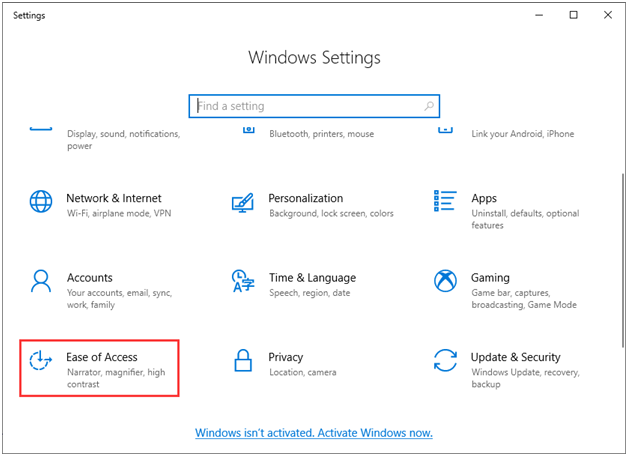 Settings
Windows Settings
Find a setting
Display, sound, notifications,
power
Bluetooth, printers, mouse
Link your Android, iPhone
Network & Internet
Wi-Fi, airplane mode, VPN
Personalization
Background, lock screen, colors
Apps
Uninstall, defaults, optional
features
Accounts
Your accounts, email, sync,
work, family
Time & Language
Speech, region, date
Gaming
Game bar, captures,
broadcasting, Game Mode
Ease of Access
Narrator, magnifier, high
contrast
Privacy
Location, camera
Update & Security
Windows Update, recovery,
backup
Windows isn't activated. Activate Windows now.